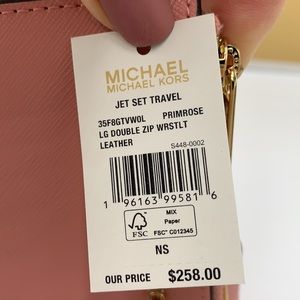 MICHAEL
MICHAEL KORS
JET SET TRAVEL
35F8GTVW0L PRIMROSE
LG DOUBLE ZIP WRSTLT
LEATHER S448-0002
1 96163 99581 6
FSC
MIX
Paper
FSC* C012345
NS
OUR PRICE $258.00